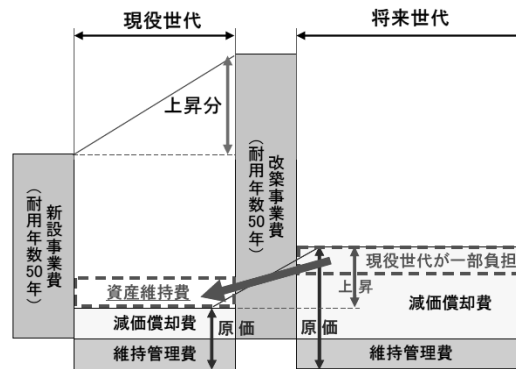 現役世代
将来世代
上昇分
新設事業費
（耐用年数50年）
改築事業費
（耐用年数50年）
資産維持費
減価償却費
維持管理費
原価
原価
上昇
現役世代が一部負担
減価償却費
維持管理費